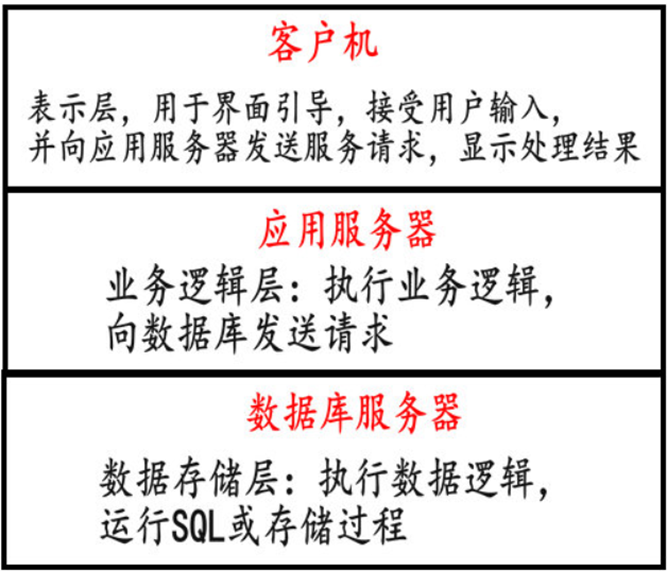 客户机
表示层，用于界面引导，接受用户输入，
并向应用服务器发送服务请求，显示处理结果
应用服务器
业务逻辑层：执行业务逻辑，
向数据库发送请求
数据库服务器
数据存储层：执行数据逻辑，
运行SQL或存储过程